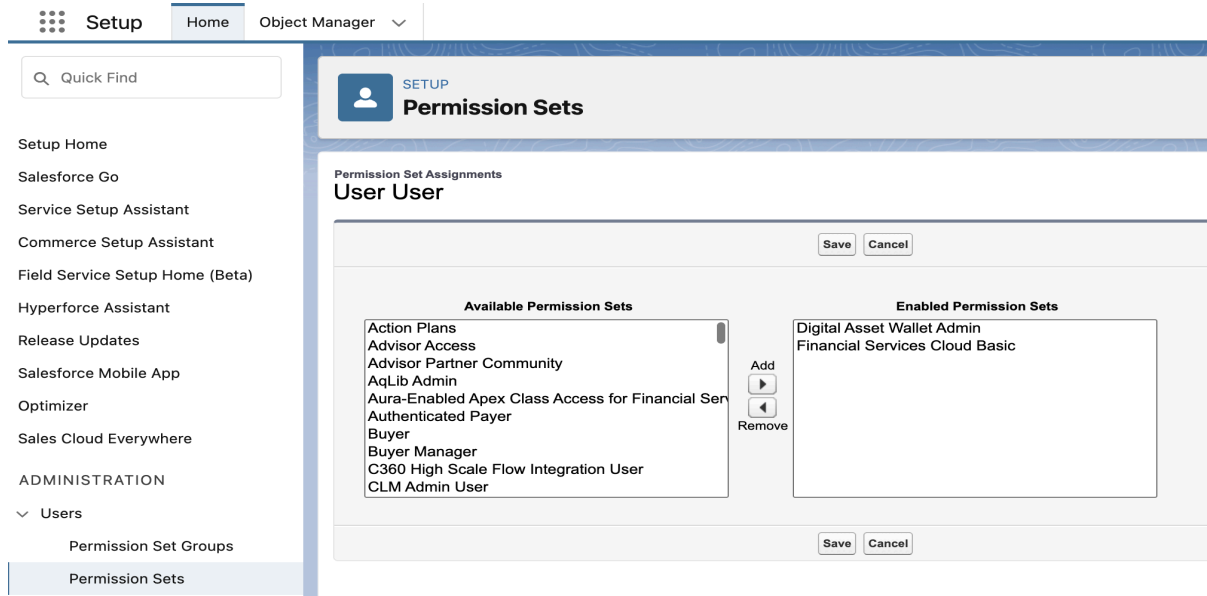 Setup Home Object Manager
Quick Find
Setup Home
Salesforce Go
Service Setup Assistant
Commerce Setup Assistant
Field Service Setup Home (Beta)
Hyperforce Assistant
Release Updates
Salesforce Mobile App
Optimizer
Sales Cloud Everywhere
ADMINISTRATION
Users
Permission Set Groups
Permission Sets
SETUP
Permission Sets
Permission Set Assignments
User User
Save Cancel
Available Permission Sets
Action Plans
Advisor Access
Advisor Partner Community
AqLib Admin
Aura-Enabled Apex Class Access for Financial Serv
Authenticated Payer
Buyer
Buyer Manager
C360 High Scale Flow Integration User
CLM Admin User
Add
Remove
Enabled Permission Sets
Digital Asset Wallet Admin
Financial Services Cloud Basic
Save Cancel